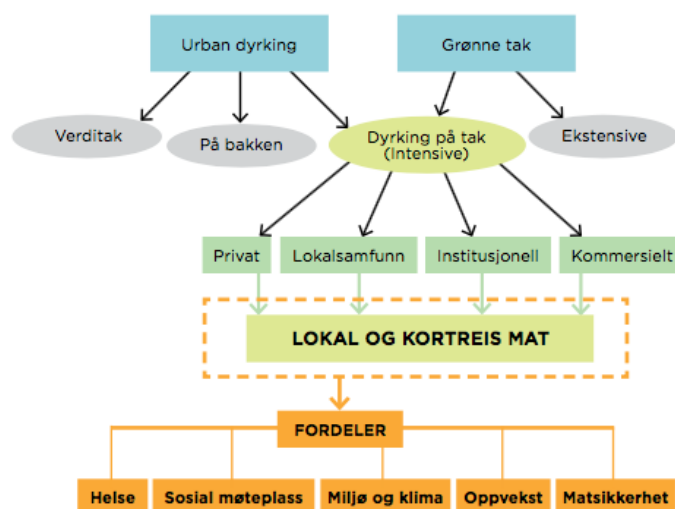 Urban dyrking
Grønne tak
Verditak
På bakken
Dyrking på tak
(Intensive)
Ekstensive
Privat
Lokalsamfunn
Institusjonell
Kommersielt
LOKAL OG KORTREIS MAT
FORDELER
Helse
Sosial møteplass
Miljø og klima
Oppvekst
Matsikkerhet